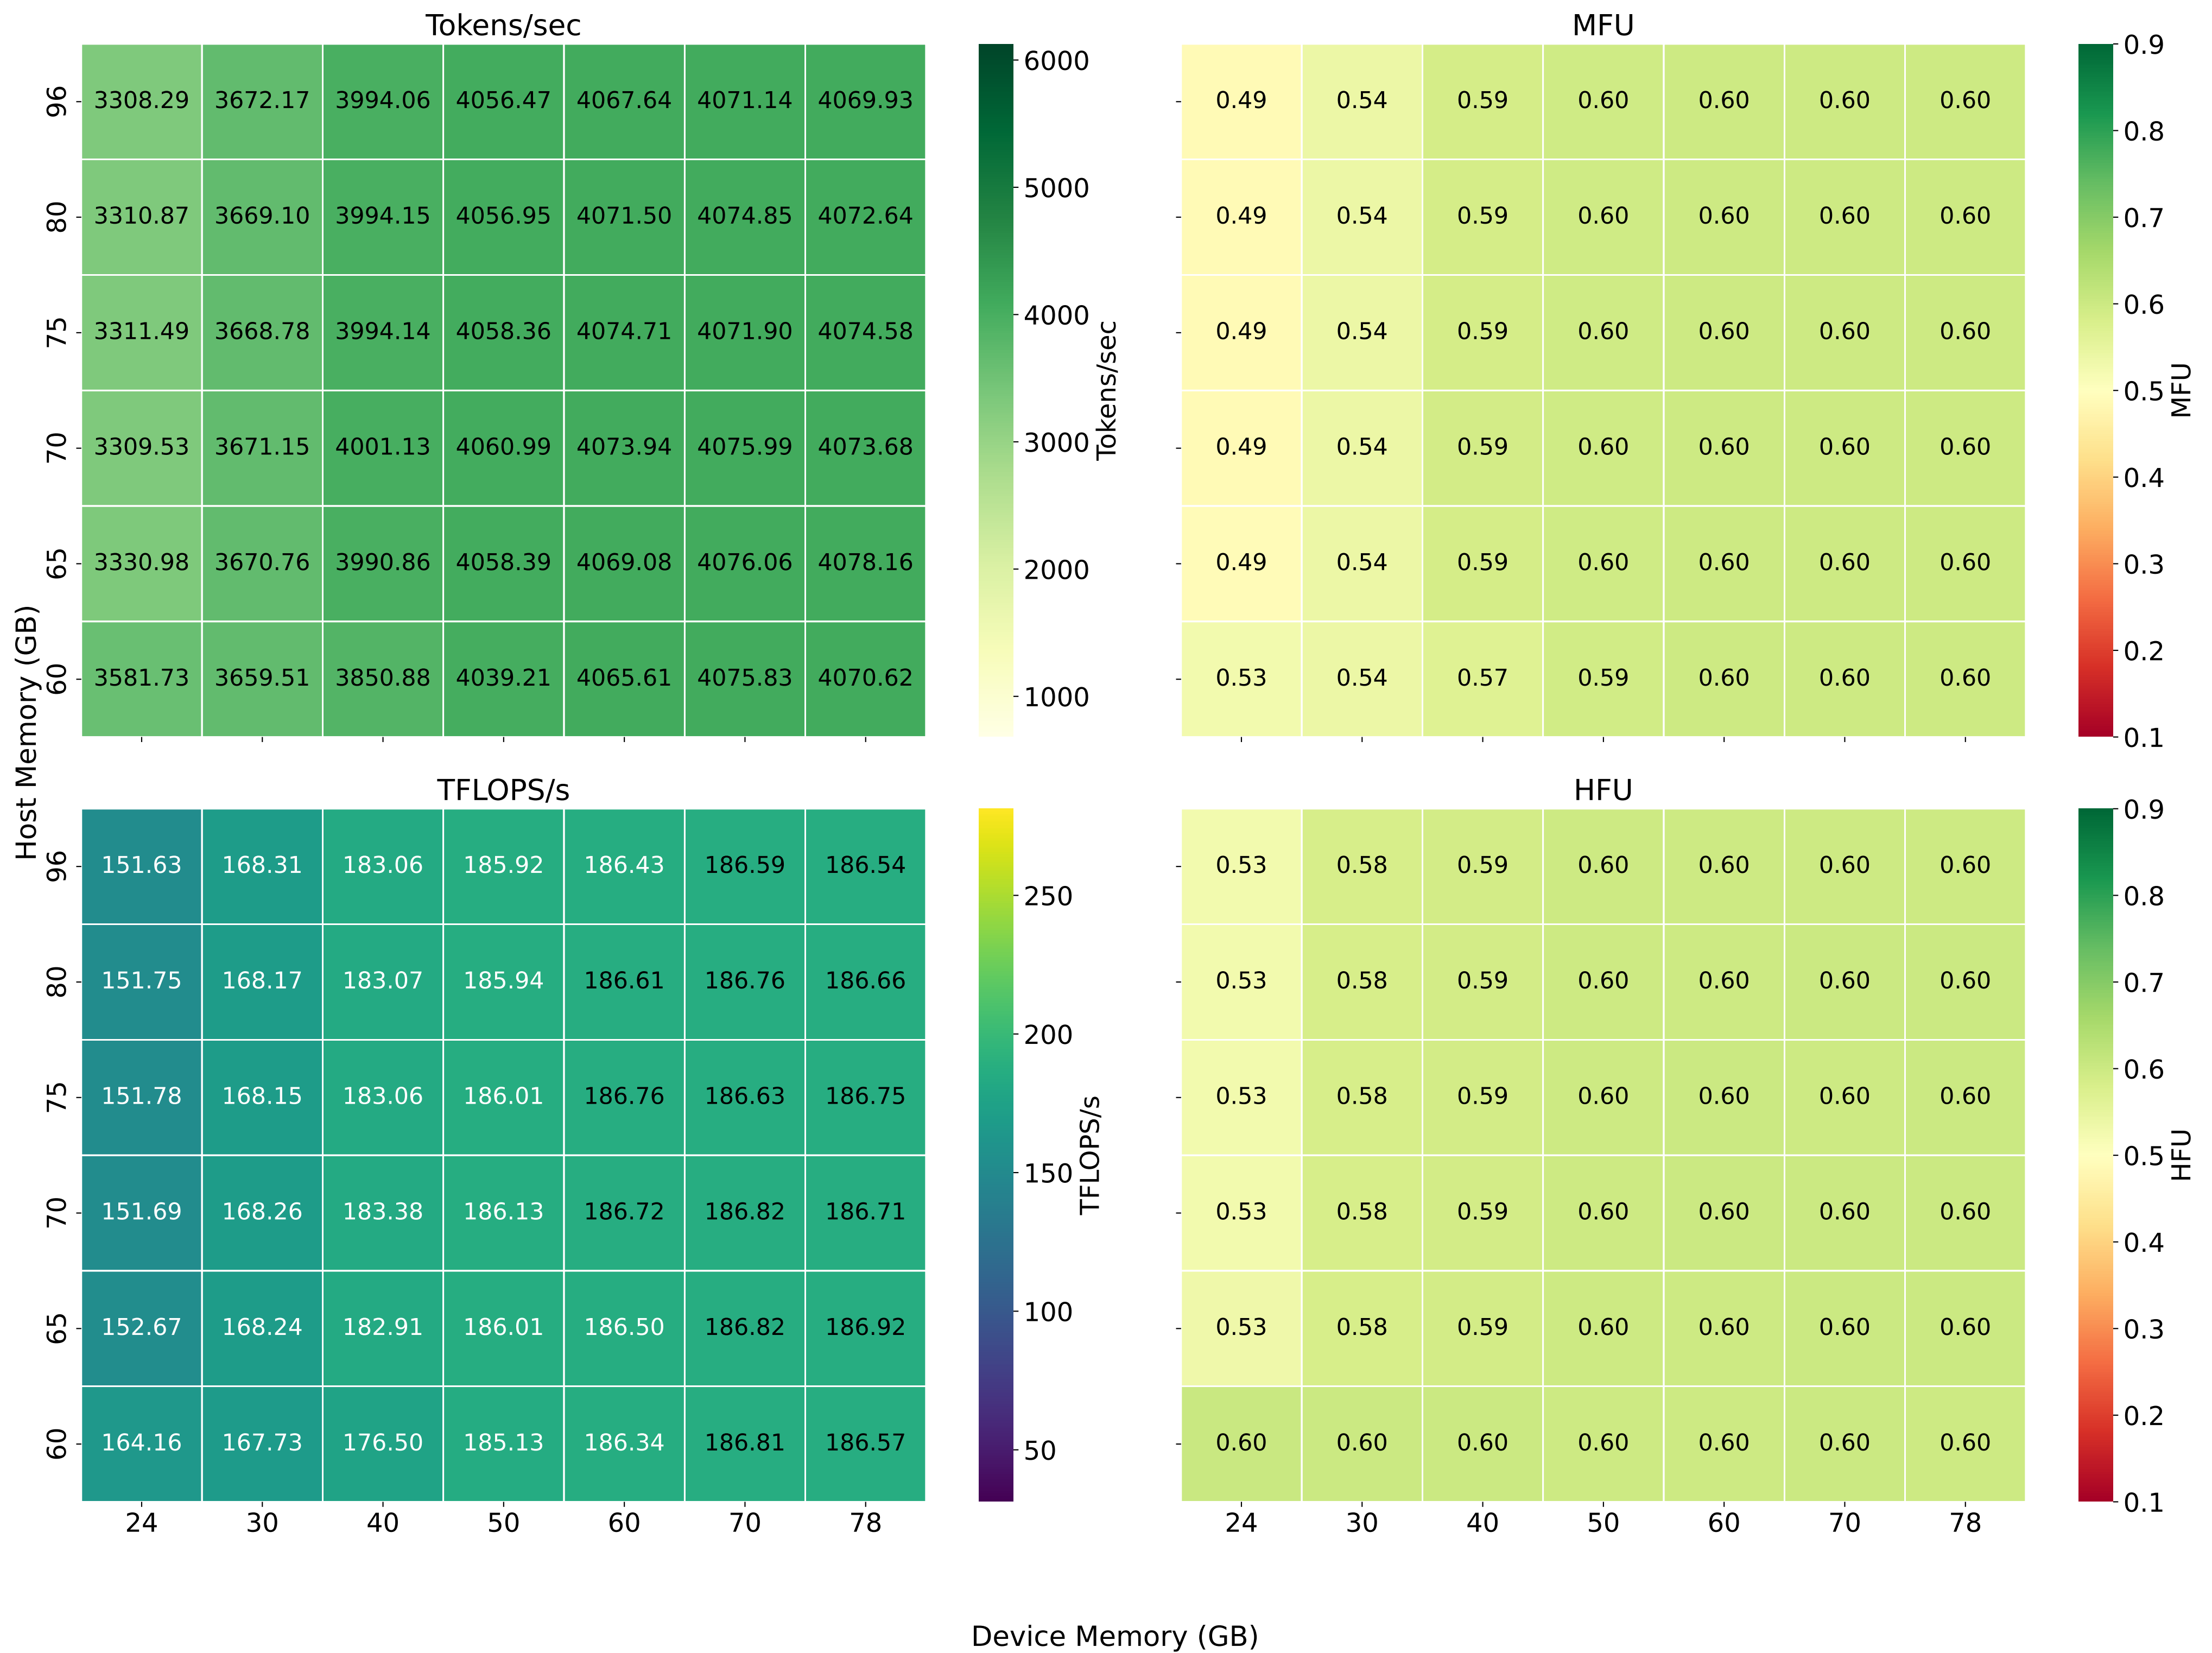 Tokens/sec
96 3308.29 3672.17 3994.06 4056.47 4067.64 4071.14 4069.93
80 3310.87 3669.10 3994.15 4056.95 4071.50 4074.85 4072.64
75 3311.49 3668.78 3994.14 4058.36 4074.71 4071.90 4074.58
70 3309.53 3671.15 4001.13 4060.99 4073.94 4075.99 4073.68
65 3330.98 3670.76 3990.86 4058.39 4069.08 4076.06 4078.16
60 3581.73 3659.51 3850.88 4039.21 4065.61 4075.83 4070.62
6000
5000
4000
3000
2000
1000
Tokens/sec
MFU
0.49 0.54 0.59 0.60 0.60 0.60 0.60
0.49 0.54 0.59 0.60 0.60 0.60 0.60
0.49 0.54 0.59 0.60 0.60 0.60 0.60
0.49 0.54 0.59 0.60 0.60 0.60 0.60
0.49 0.54 0.59 0.60 0.60 0.60 0.60
0.53 0.54 0.57 0.59 0.60 0.60 0.60
0.9
0.8
0.7
0.6
0.5
0.4
0.3
0.2
0.1
MFU
Host Memory (GB)
TFLOPS/s
96 151.63 168.31 183.06 185.92 186.43 186.59 186.54
80 151.75 168.17 183.07 185.94 186.61 186.76 186.66
75 151.78 168.15 183.06 186.01 186.76 186.63 186.75
70 151.69 168.26 183.38 186.13 186.72 186.82 186.71
65 152.67 168.24 182.91 186.01 186.50 186.82 186.92
60 164.16 167.73 176.50 185.13 186.34 186.81 186.57
24 30 40 50 60 70 78
250
200
150
100
50
TFLOPS/s
HFU
0.53 0.58 0.59 0.60 0.60 0.60 0.60
0.53 0.58 0.59 0.60 0.60 0.60 0.60
0.53 0.58 0.59 0.60 0.60 0.60 0.60
0.53 0.58 0.59 0.60 0.60 0.60 0.60
0.53 0.58 0.59 0.60 0.60 0.60 0.60
0.60 0.60 0.60 0.60 0.60 0.60 0.60
24 30 40 50 60 70 78
0.9
0.8
0.7
0.6
0.5
0.4
0.3
0.2
0.1
HFU
Device Memory (GB)